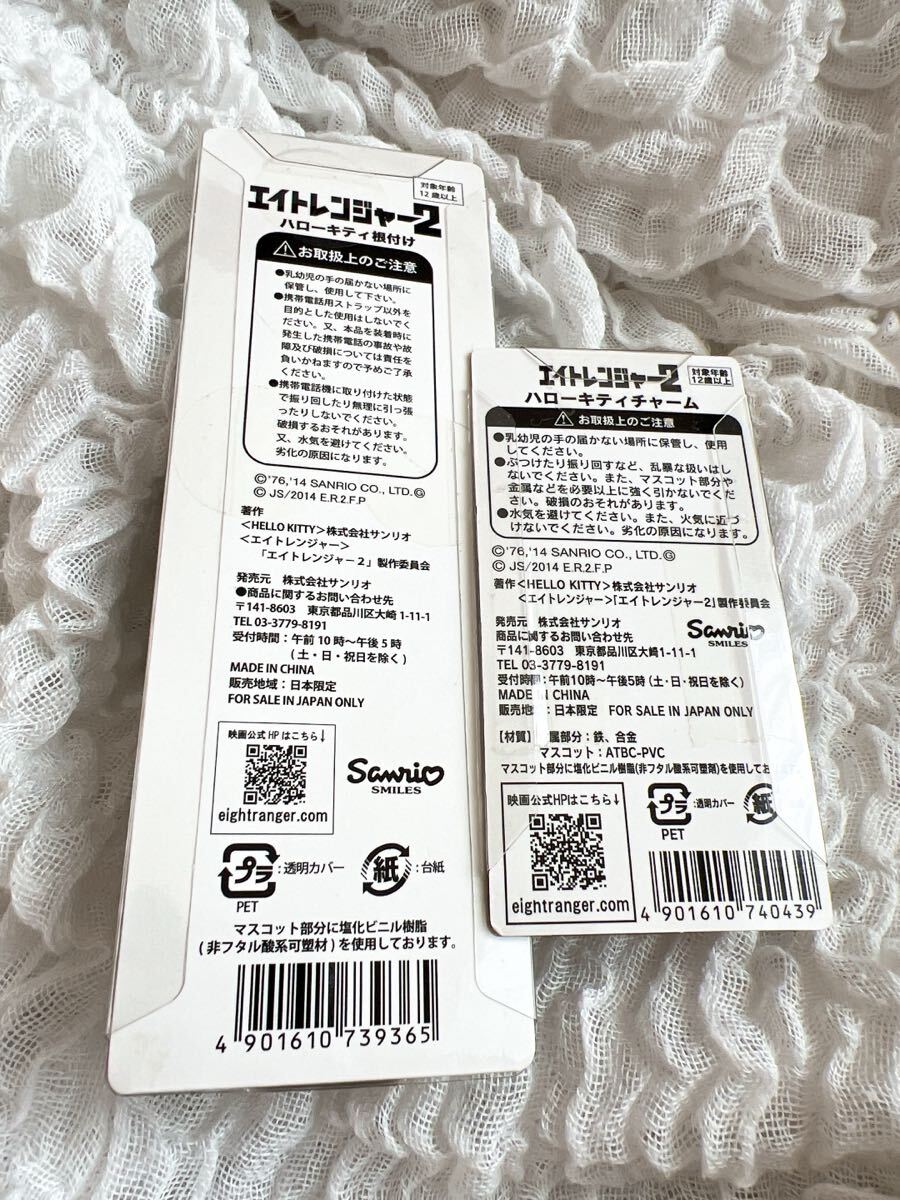 対象年齢
12歳以上
エイトレンジャー2
ハローキティ根付け
お取扱上のご注意
●乳幼児の手の届かない場所に
保管し、使用して下さい。
●携帯電話用ストラップ以外を
目的とした使用はしないでく
ださい。又、本品を装着時に
発生した携帯電話の事故や故
障及び破損については責任を
負いかねますので予めご了承
ください。
●携帯電話機に取り付けた状態
で振り回したり無理に引っ張
ったりしないでください。
破損するおそれがあります。
又、水気を避けてください。
劣化の原因になります。
©'76,'14 SANRIO CO., LTD.Ⓖ
© JS/2014 E.R.2.F.P
著作
<HELLO KITTY>株式会社サンリオ
<エイトレンジャー>
「エイトレンジャー2」製作委員会
発売元 株式会社サンリオ
●商品に関するお問い合わせ先
〒141-8603 東京都品川区大崎1-11-1
TEL 03-3779-8191
受付時間:午前10時〜午後5時
(土・日・祝日を除く)
MADE IN CHINA
販売地域:日本限定
FOR SALE IN JAPAN ONLY
映画公式HPはこちら↓
eightranger.com
Sanrio
SMILES
プラ
:透明カバー
PET
紙
:台紙
マスコット部分に塩化ビニル樹脂
(非フタル酸系可塑材)を使用しております。
4 901610 739365
対象年齢
12歳以上
エイトレンジャー2
ハローキティチャーム
お取扱上のご注意
●乳幼児の手の届かない場所に保管し、使用
してください。
●ぶつけたり振り回すなど、乱暴な扱いはし
ないでください。また、マスコット部分や
金属などを必要以上に強く引かないでくだ
さい。破損のおそれがあります。
●水気を避けてください。また、火気に近づ
けないでください。劣化の原因になります。
©'76,'14 SANRIO CO., LTD.Ⓖ
© JS/2014 E.R.2.F.P
著作<HELLO KITTY>株式会社サンリオ
<エイトレンジャー>「エイトレンジャー2」製作委員会
発売元 株式会社サンリオ
商品に関するお問い合わせ先
〒141-8603 東京都品川区大崎1-11-1
TEL 03-3779-8191
Sanrio
SMILES
受付時間:午前10時〜午後5時(土・日・祝日を除く)
MADE IN CHINA
販売地域:日本限定 FOR SALE IN JAPAN ONLY
【材質】 属部分:鉄、合金
マスコット:ATBC-PVC
マスコット部分に塩化ビニル樹脂(非フタル酸系可塑剤)を使用してお
映画公式HPはこちら↓
eightranger.com
プラ
:透明カバー
PET
紙
4 901610 740439